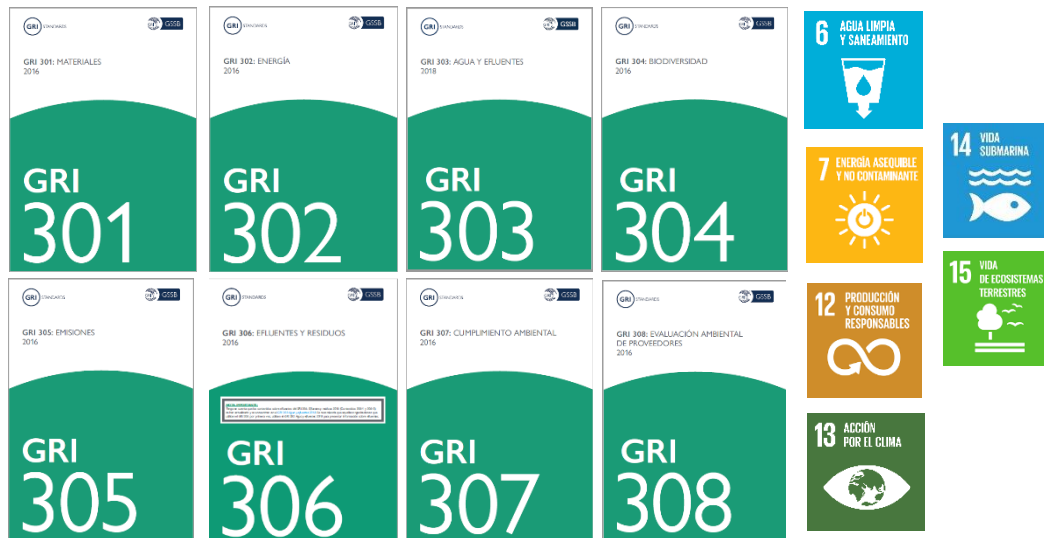 GRI STANDARDS
GSSB
GRI 301: MATERIALES
2016
GRI
301
GRI STANDARDS
GSSB
GRI 302: ENERGÍA
2016
GRI
302
GRI STANDARDS
GSSB
GRI 303: AGUA Y EFLUENTES
2018
GRI
303
GRI STANDARDS
GSSB
GRI 304: BIODIVERSIDAD
2016
GRI
304
GRI STANDARDS
GSSB
GRI 305: EMISIONES
2016
GRI
305
GRI STANDARDS
GSSB
GRI 306: EFLUENTES Y RESIDUOS
2016
GRI
306
GRI STANDARDS
GSSB
GRI 307: CUMPLIMIENTO AMBIENTAL
2016
GRI
307
GRI STANDARDS
GSSB
GRI 308: EVALUACIÓN AMBIENTAL
DE PROVEEDORES
2016
GRI
308
6 AGUA LIMPIA
Y SANEAMIENTO
7 ENERGÍA ASEQUIBLE
Y NO CONTAMINANTE
12 PRODUCCIÓN
Y CONSUMO
RESPONSABLES
13 ACCIÓN
POR EL CLIMA
14 VIDA
SUBMARINA
15 VIDA
DE ECOSISTEMAS
TERRESTRES